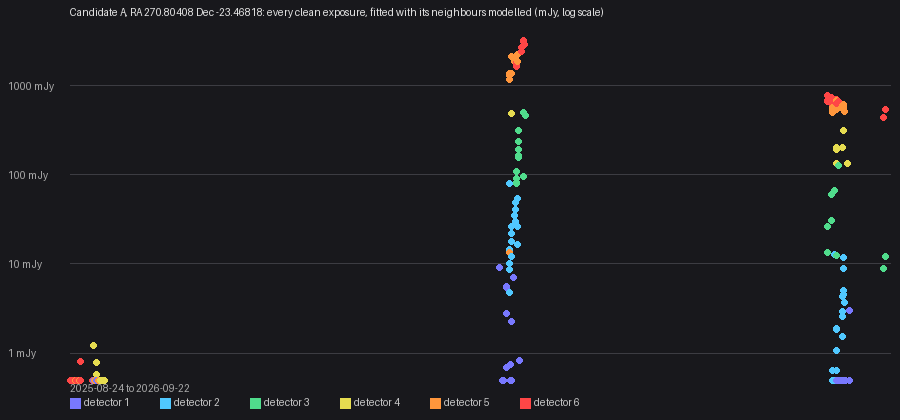 Candidate A, RA 270.80408 Dec -23.46818: every clean exposure, fitted with its neighbours modelled (mJy, log scale)
1000 mJy
100 mJy
10 mJy
1 mJy
2025-08-24 to 2026-09-22
detector 1 detector 2 detector 3 detector 4 detector 5 detector 6